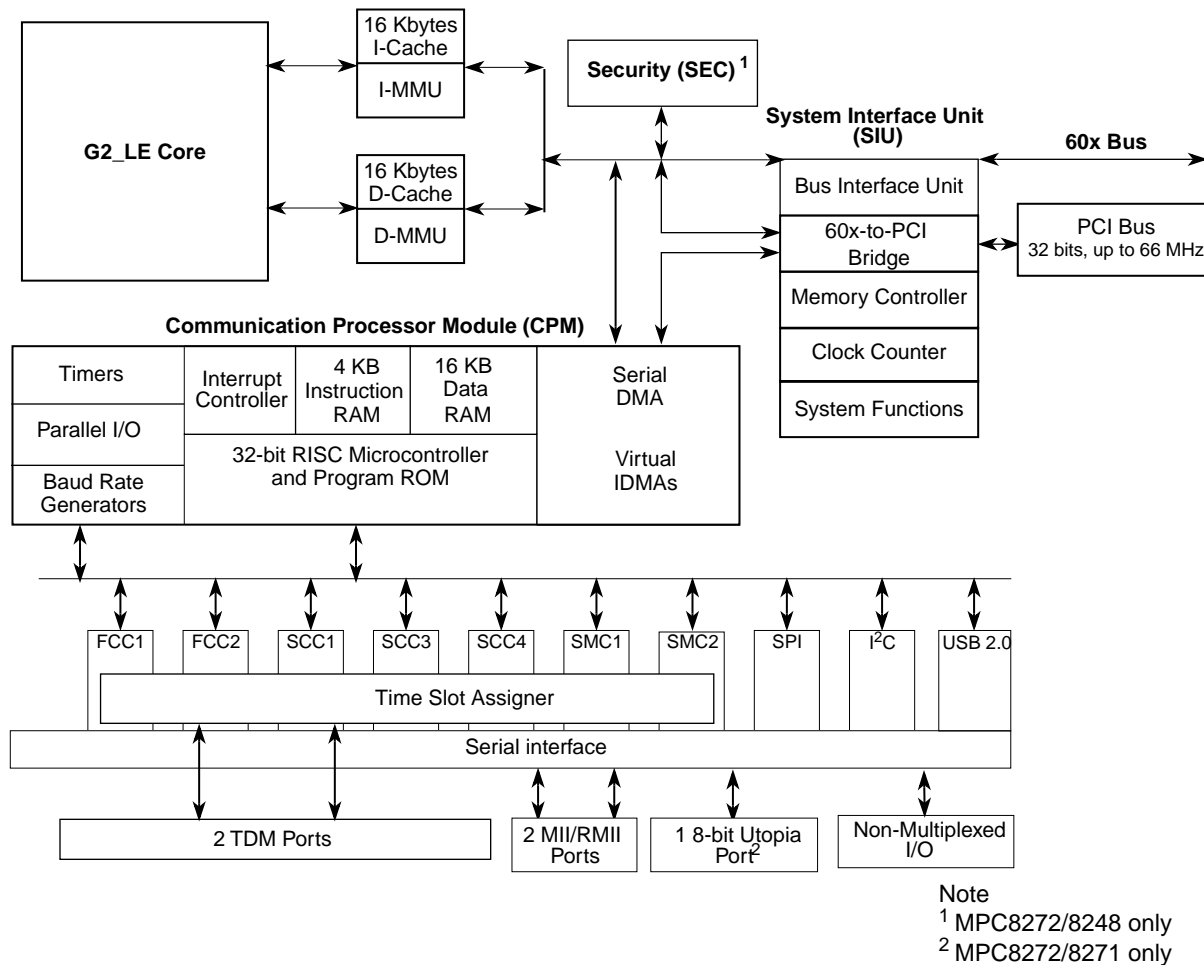 16 Kbytes
I-Cache
I-MMU
G2_LE Core
16 Kbytes
D-Cache
D-MMU
Security (SEC) 1
System Interface Unit
(SIU)
60x Bus
Bus Interface Unit
60x-to-PCI
Bridge
Memory Controller
Clock Counter
System Functions
PCI Bus
32 bits, up to 66 MHz
Communication Processor Module (CPM)
Timers
Parallel I/O
Baud Rate
Generators
Interrupt
Controller
4 KB
Instruction
RAM
16 KB
Data
RAM
32-bit RISC Microcontroller
and Program ROM
Serial
DMA
Virtual
IDMAs
FCC1
FCC2
SCC1
SCC3
SCC4
SMC1
SMC2
SPI
I2C
USB 2.0
Time Slot Assigner
Serial interface
2 TDM Ports
2 MII/RMII
Ports
1 8-bit Utopia
Port2
Non-Multiplexed
I/O
Note
1 MPC8272/8248 only
2 MPC8272/8271 only